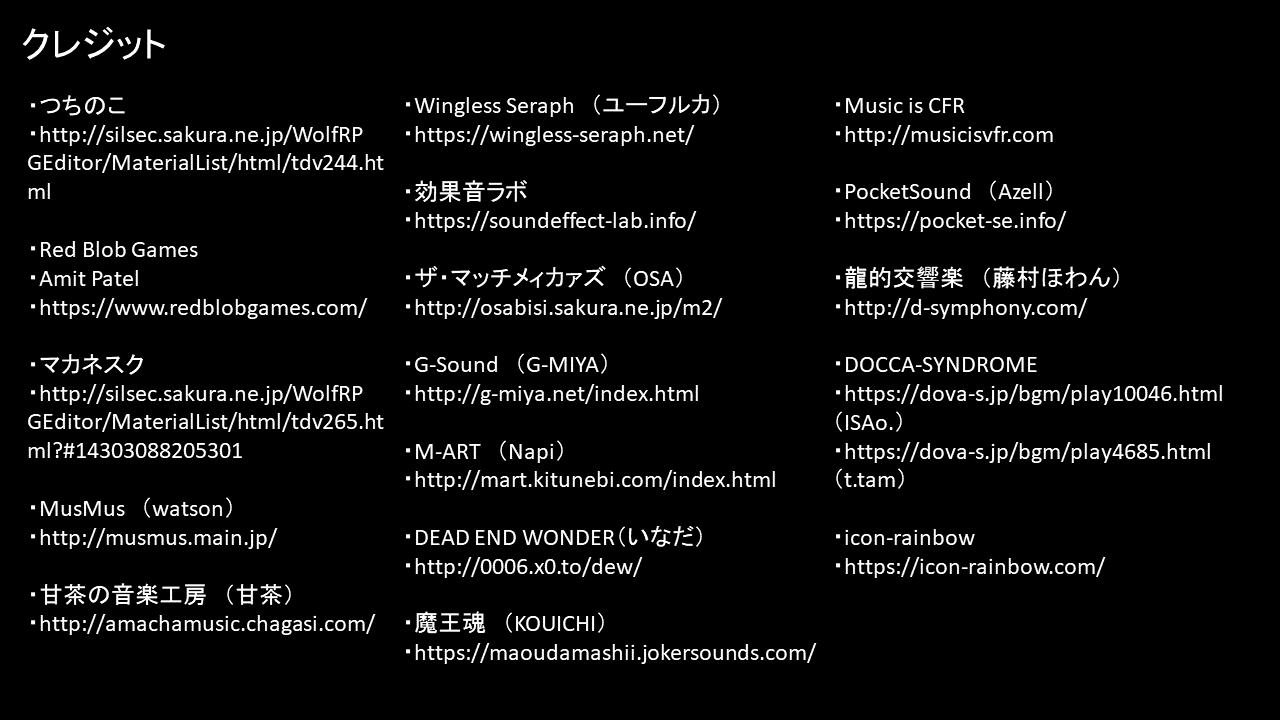 クレジット
・つちのこ
・http://silsec.sakura.ne.jp/WolfRP
GEditor/MaterialList/html/tdv244.ht
ml
・Red Blob Games
・Amit Patel
・https://www.redblobgames.com/
・マカネスク
・http://silsec.sakura.ne.jp/WolfRP
GEditor/MaterialList/html/tdv265.ht
ml?#14303088205301
・MusMus （watson）
・http://musmus.main.jp/
・甘茶の音楽工房 （甘茶）
・http://amachamusic.chagasi.com/
・Wingless Seraph （ユーフルカ）
・https://wingless-seraph.net/
・効果音ラボ
・https://soundeffect-lab.info/
・ザ・マッチメィカァズ （OSA）
・http://osabisi.sakura.ne.jp/m2/
・G-Sound （G-MIYA）
・http://g-miya.net/index.html
・M-ART （Napi）
・http://mart.kitunebi.com/index.html
・DEAD END WONDER（いなだ）
・http://0006.x0.to/dew/
・魔王魂 （KOUICHI）
・https://maoudamashii.jokersounds.com/
・Music is CFR
・http://musicisvfr.com
・PocketSound （Azell）
・https://pocket-se.info/
・龍的交響楽 （藤村ほわん）
・http://d-symphony.com/
・DOCCA-SYNDROME
・https://dova-s.jp/bgm/play10046.html
（ISAo.）
・https://dova-s.jp/bgm/play4685.html
（t.tam）
・icon-rainbow
・https://icon-rainbow.com/